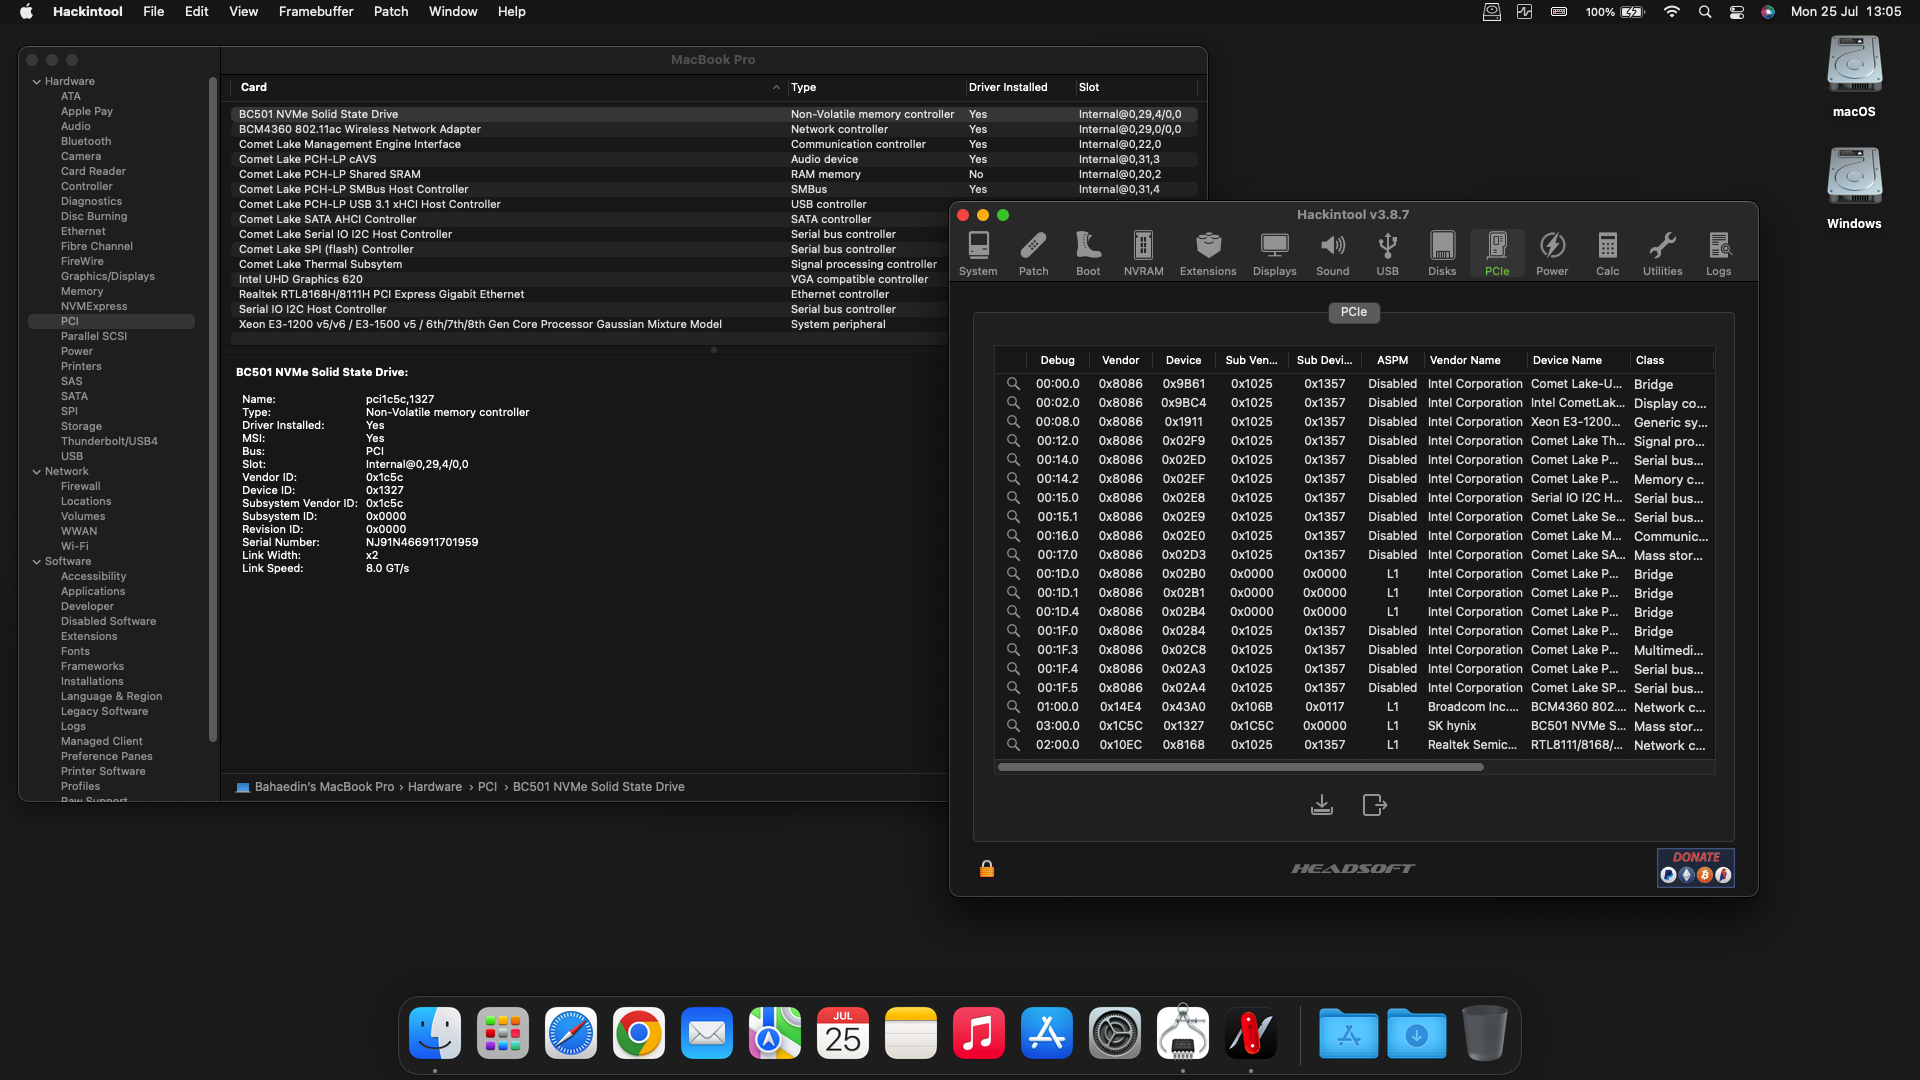 Hackintool File Edit View Framebuffer Patch Window Help 100% Mon 25 Jul 13:05
MacBook Pro
Hardware
ATA
Apple Pay
Audio
Bluetooth
Camera
Card Reader
Controller
Diagnostics
Disc Burning
Ethernet
Fibre Channel
FireWire
Graphics/Displays
Memory
NVMExpress
PCI
Parallel SCSI
Power
Printers
SAS
SATA
SPI
Storage
Thunderbolt/USB4
USB
Network
Firewall
Locations
Volumes
WWAN
Wi-Fi
Software
Accessibility
Applications
Developer
Disabled Software
Extensions
Fonts
Frameworks
Installations
Language & Region
Legacy Software
Logs
Managed Client
Preference Panes
Printer Software
Profiles
Raw Support
Card Type Driver Installed Slot
BC501 NVMe Solid State Drive Non-Volatile memory controller Yes Internal@0,29,4/0,0
BCM4360 802.11ac Wireless Network Adapter Network controller Yes Internal@0,29,0/0,0
Comet Lake Management Engine Interface Communication controller Yes Internal@0,22,0
Comet Lake PCH-LP cAVS Audio device Yes Internal@0,31,3
Comet Lake PCH-LP Shared SRAM RAM memory No Internal@0,20,2
Comet Lake PCH-LP SMBus Host Controller SMBus Yes Internal@0,31,4
Comet Lake PCH-LP USB 3.1 xHCI Host Controller USB controller
Comet Lake SATA AHCI Controller SATA controller
Comet Lake Serial IO I2C Host Controller Serial bus controller
Comet Lake SPI (flash) Controller Serial bus controller
Comet Lake Thermal Subsytem Signal processing controller
Intel UHD Graphics 620 VGA compatible controller
Realtek RTL8168H/8111H PCI Express Gigabit Ethernet Ethernet controller
Serial IO I2C Host Controller Serial bus controller
Xeon E3-1200 v5/v6 / E3-1500 v5 / 6th/7th/8th Gen Core Processor Gaussian Mixture Model System peripheral
BC501 NVMe Solid State Drive:
Name: pci1c5c,1327
Type: Non-Volatile memory controller
Driver Installed: Yes
MSI: Yes
Bus: PCI
Slot: Internal@0,29,4/0,0
Vendor ID: 0x1c5c
Device ID: 0x1327
Subsystem Vendor ID: 0x1c5c
Subsystem ID: 0x0000
Revision ID: 0x0000
Serial Number: NJ91N466911701959
Link Width: x2
Link Speed: 8.0 GT/s
Bahaedin's MacBook Pro › Hardware › PCI › BC501 NVMe Solid State Drive
Hackintool v3.8.7
System Patch Boot NVRAM Extensions Displays Sound USB Disks PCIe Power Calc Utilities Logs
PCIe
Debug Vendor Device Sub Ven... Sub Devi... ASPM Vendor Name Device Name Class
00:00.0 0x8086 0x9B61 0x1025 0x1357 Disabled Intel Corporation Comet Lake-U... Bridge
00:02.0 0x8086 0x9BC4 0x1025 0x1357 Disabled Intel Corporation Intel CometLak... Display co...
00:08.0 0x8086 0x1911 0x1025 0x1357 Disabled Intel Corporation Xeon E3-1200... Generic sy...
00:12.0 0x8086 0x02F9 0x1025 0x1357 Disabled Intel Corporation Comet Lake Th... Signal pro...
00:14.0 0x8086 0x02ED 0x1025 0x1357 Disabled Intel Corporation Comet Lake P... Serial bus...
00:14.2 0x8086 0x02EF 0x1025 0x1357 Disabled Intel Corporation Comet Lake P... Memory c...
00:15.0 0x8086 0x02E8 0x1025 0x1357 Disabled Intel Corporation Serial IO I2C H... Serial bus...
00:15.1 0x8086 0x02E9 0x1025 0x1357 Disabled Intel Corporation Comet Lake Se... Serial bus...
00:16.0 0x8086 0x02E0 0x1025 0x1357 Disabled Intel Corporation Comet Lake M... Communic...
00:17.0 0x8086 0x02D3 0x1025 0x1357 Disabled Intel Corporation Comet Lake SA... Mass stor...
00:1D.0 0x8086 0x02B0 0x0000 0x0000 L1 Intel Corporation Comet Lake P... Bridge
00:1D.1 0x8086 0x02B1 0x0000 0x0000 L1 Intel Corporation Comet Lake P... Bridge
00:1D.4 0x8086 0x02B4 0x0000 0x0000 L1 Intel Corporation Comet Lake P... Bridge
00:1F.0 0x8086 0x0284 0x1025 0x1357 Disabled Intel Corporation Comet Lake P... Bridge
00:1F.3 0x8086 0x02C8 0x1025 0x1357 Disabled Intel Corporation Comet Lake P... Multimedi...
00:1F.4 0x8086 0x02A3 0x1025 0x1357 Disabled Intel Corporation Comet Lake P... Serial bus...
00:1F.5 0x8086 0x02A4 0x1025 0x1357 Disabled Intel Corporation Comet Lake SP... Serial bus...
01:00.0 0x14E4 0x43A0 0x106B 0x0117 L1 Broadcom Inc.... BCM4360 802.... Network c...
03:00.0 0x1C5C 0x1327 0x1C5C 0x0000 L1 SK hynix BC501 NVMe S... Mass stor...
02:00.0 0x10EC 0x8168 0x1025 0x1357 L1 Realtek Semic... RTL8111/8168/... Network c...
HEADSOFT
DONATE
macOS
Windows
JUL
25